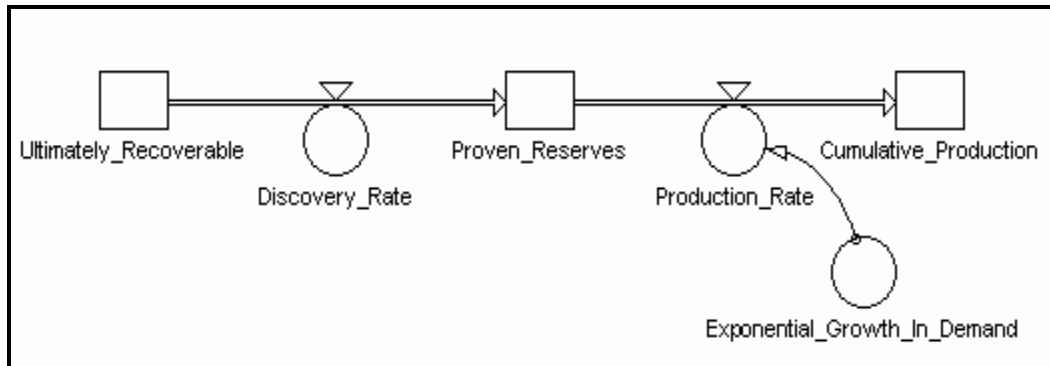 Ultimately_Recoverable
Proven_Reserves
Cumulative_Production
Discovery_Rate
Production_Rate
Exponential_Growth_In_Demand